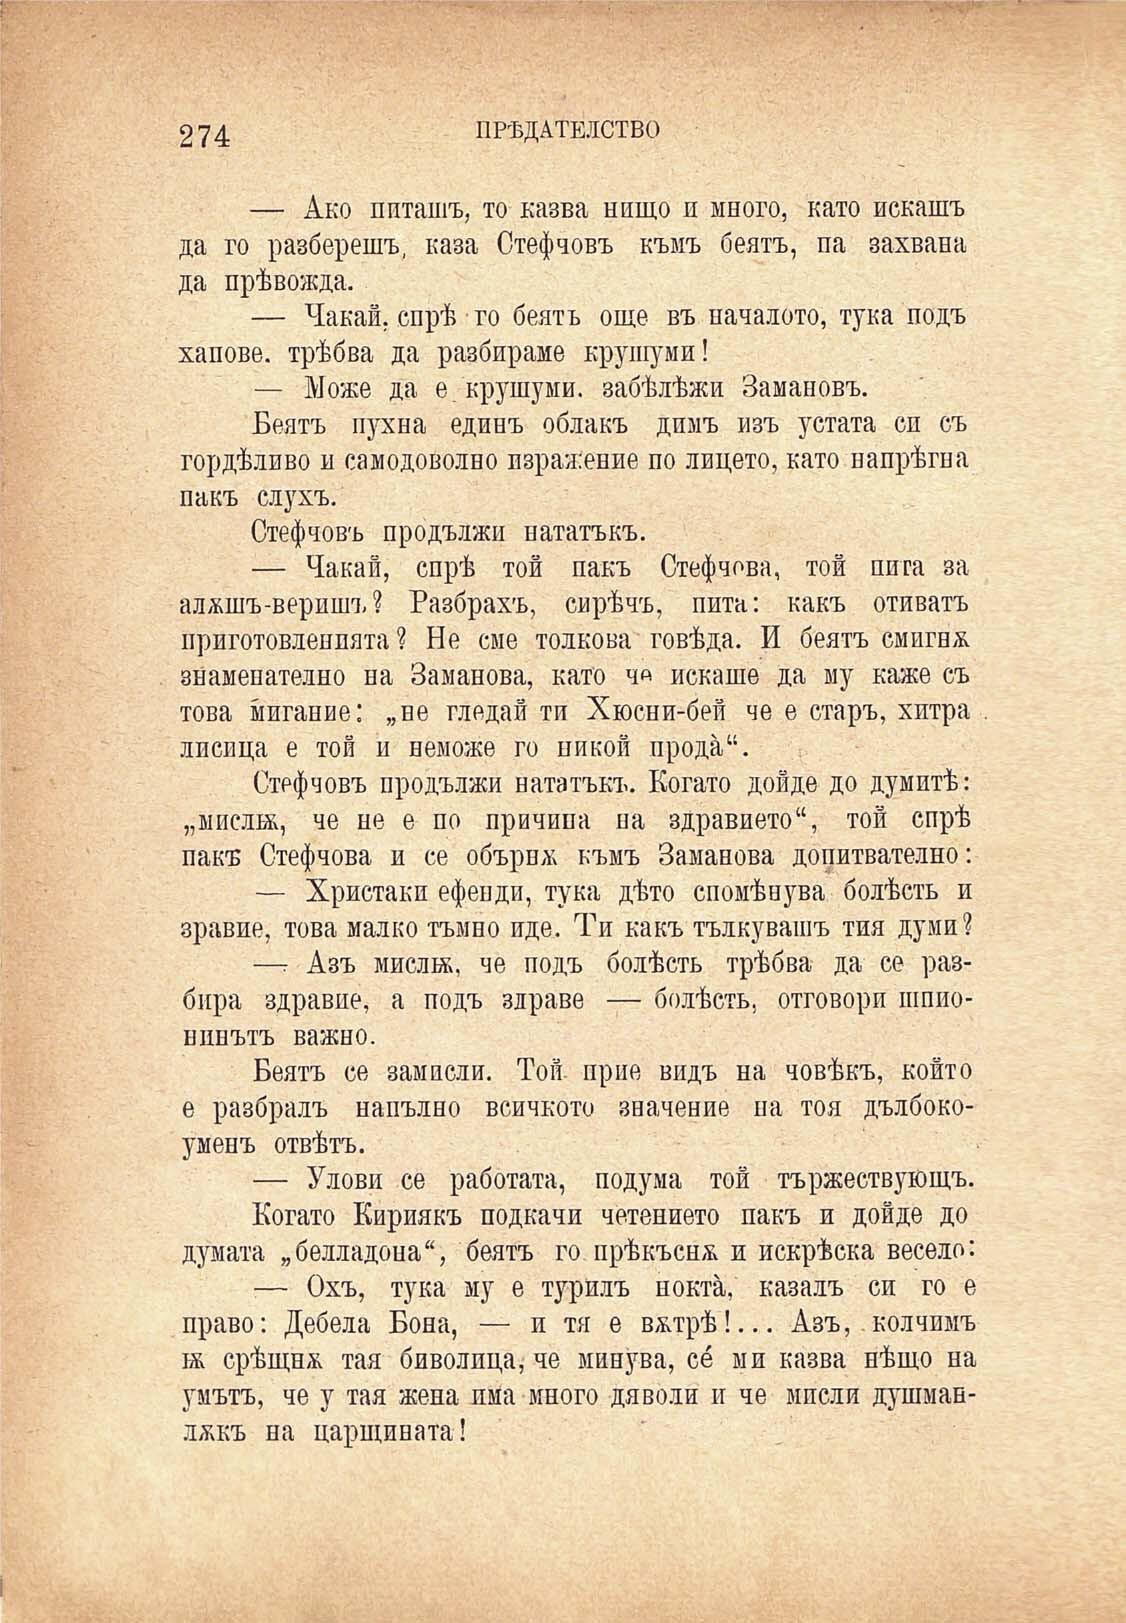 274
ПРѢДАТЕЛСТВО
— Ако питашъ, то казва нищо и много, като искашъ
да го разберешъ, каза Стефчовъ къмъ беятъ, па захвана
да прѣвожда.
— Чакай, спрѣ го беятъ още въ началото, тука подъ
хапове. трѣбва да разбираме крушуми!
— Може да е крушуми. забѣлѣжи Замановъ.
Беятъ пухна единъ облакъ димъ изъ устата си съ
гордѣливо и самодоволно изражение по лицето, като напрѣгна
пакъ слухъ.
Стефчовъ продължи нататъкъ.
— Чакай, спрѣ той пакъ Стефчова, той пита за
алѫшъ-веришъ? Разбрахъ, сирѣчъ, пита: какъ отиватъ
приготовленията? Не сме толкова говѣда. И беятъ смигнѫ
знаменателно на Заманова, като че искаше да му каже съ
това мигание: „не гледай ти Хюсни-бей че е старъ, хитра
лисица е той и неможе го никой прода̀“.
Стефчовъ продължи нататъкъ. Когато дойде до думитѣ:
„мислѭ, че не е по причина на здравието“, той спрѣ
пакъ Стефчова и се обърнѫ къмъ Заманова допитвателно:
— Христаки ефенди, тука дѣто спомѣнува болѣсть и
зравие, това малко тъмно иде. Ти какъ тълкувашъ тия думи?
— Азъ мислѭ, че подъ болѣсть трѣбва да се раз-
бира здравие, а подъ здраве — болѣсть, отговори шпио-
нинътъ важно.
Беятъ се замисли. Той прие видъ на човѣкъ, който
е разбралъ напълно всичкото значение на тоя дълбоко-
уменъ отвѣтъ.
— Улови се работата, подума той тържествующъ.
Когато Кириякъ подкачи четението пакъ и дойде до
думата „белладона“, беятъ го прѣкъснѫ и искрѣска весело:
— Охъ, тука му е турилъ нокта̀, казалъ си го е
право: Дебела Бона, — и тя е вѫтрѣ!... Азъ, колчимъ
ѭ срѣщнѫ тая биволица, че минува, се́ ми казва нѣщо на
умътъ, че у тая жена има много дяволи и че мисли душман-
лѫкъ на царщината!